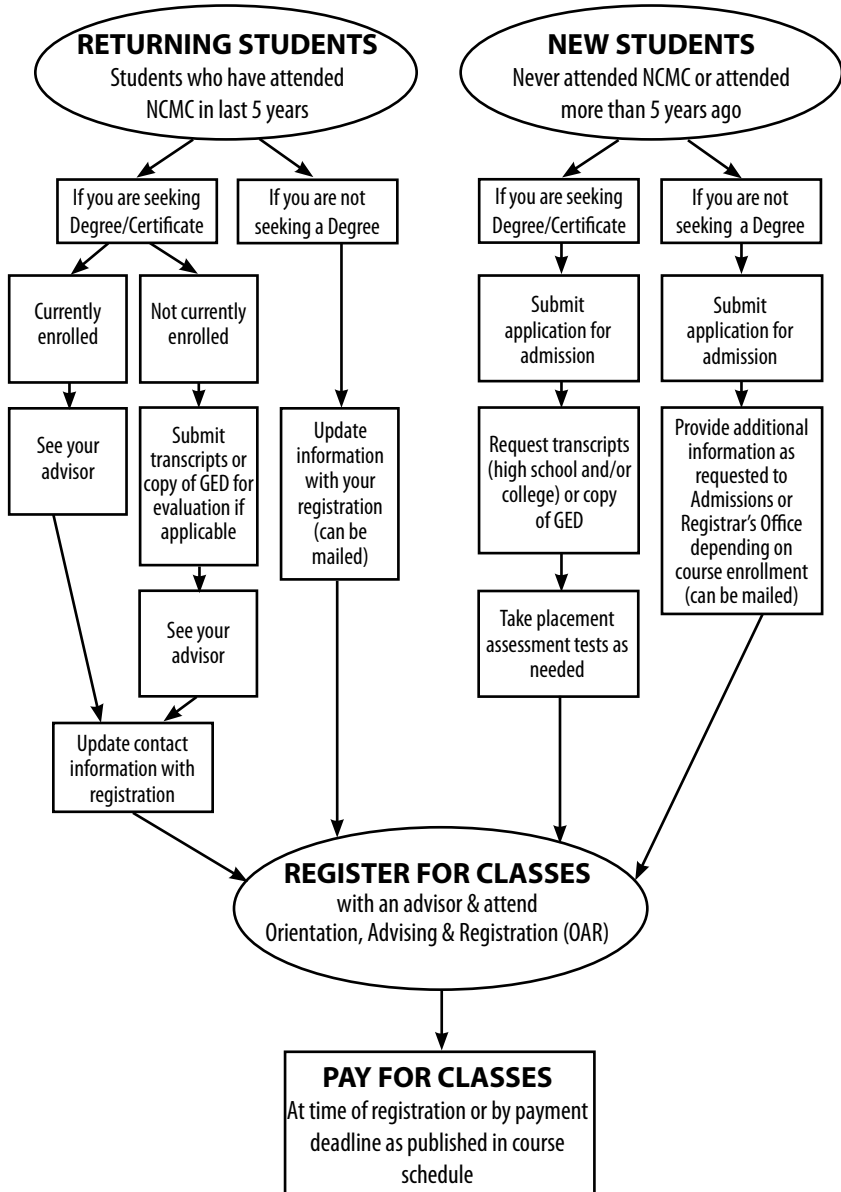 RETURNING STUDENTS
Students who have attended
NCMC in last 5 years
NEW STUDENTS
Never attended NCMC or attended
more than 5 years ago
If you are seeking
Degree/Certificate
If you are not
seeking a Degree
If you are seeking
Degree/Certificate
If you are not
seeking a Degree
Currently
enrolled
Not currently
enrolled
Submit
application for
admission
Submit
application for
admission
See your
advisor
Submit
transcripts or
copy of GED for
evaluation if
applicable
Update
information
with your
registration
(can be
mailed)
Request transcripts
(high school and/or
college) or copy
of GED
Provide additional
information as
requested to
Admissions or
Registrar's Office
depending on
course enrollment
(can be mailed)
See your
advisor
Take placement
assessment tests as
needed
Update contact
information with
registration
REGISTER FOR CLASSES
with an advisor & attend
Orientation, Advising & Registration (OAR)
PAY FOR CLASSES
At time of registration or by payment
deadline as published in course
schedule